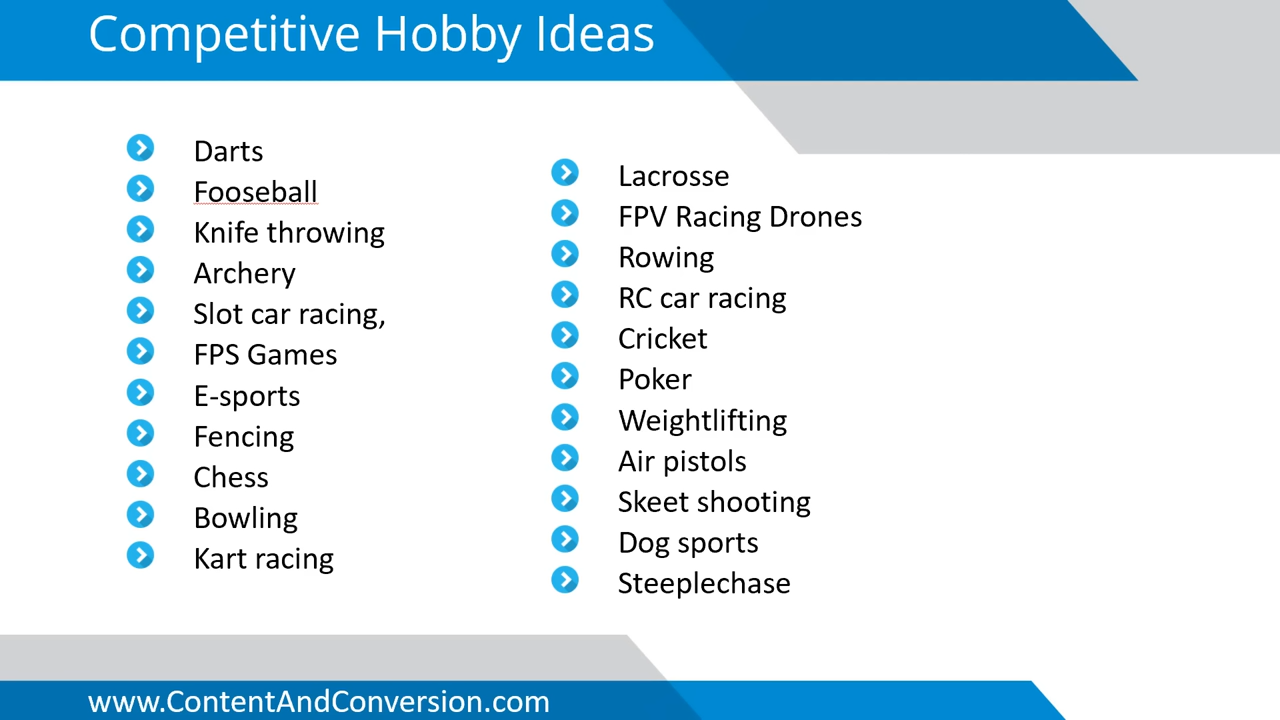 Competitive Hobby Ideas
Darts
Fooseball
Knife throwing
Archery
Slot car racing,
FPS Games
E-sports
Fencing
Chess
Bowling
Kart racing
Lacrosse
FPV Racing Drones
Rowing
RC car racing
Cricket
Poker
Weightlifting
Air pistols
Skeet shooting
Dog sports
Steeplechase
www.ContentAndConversion.com